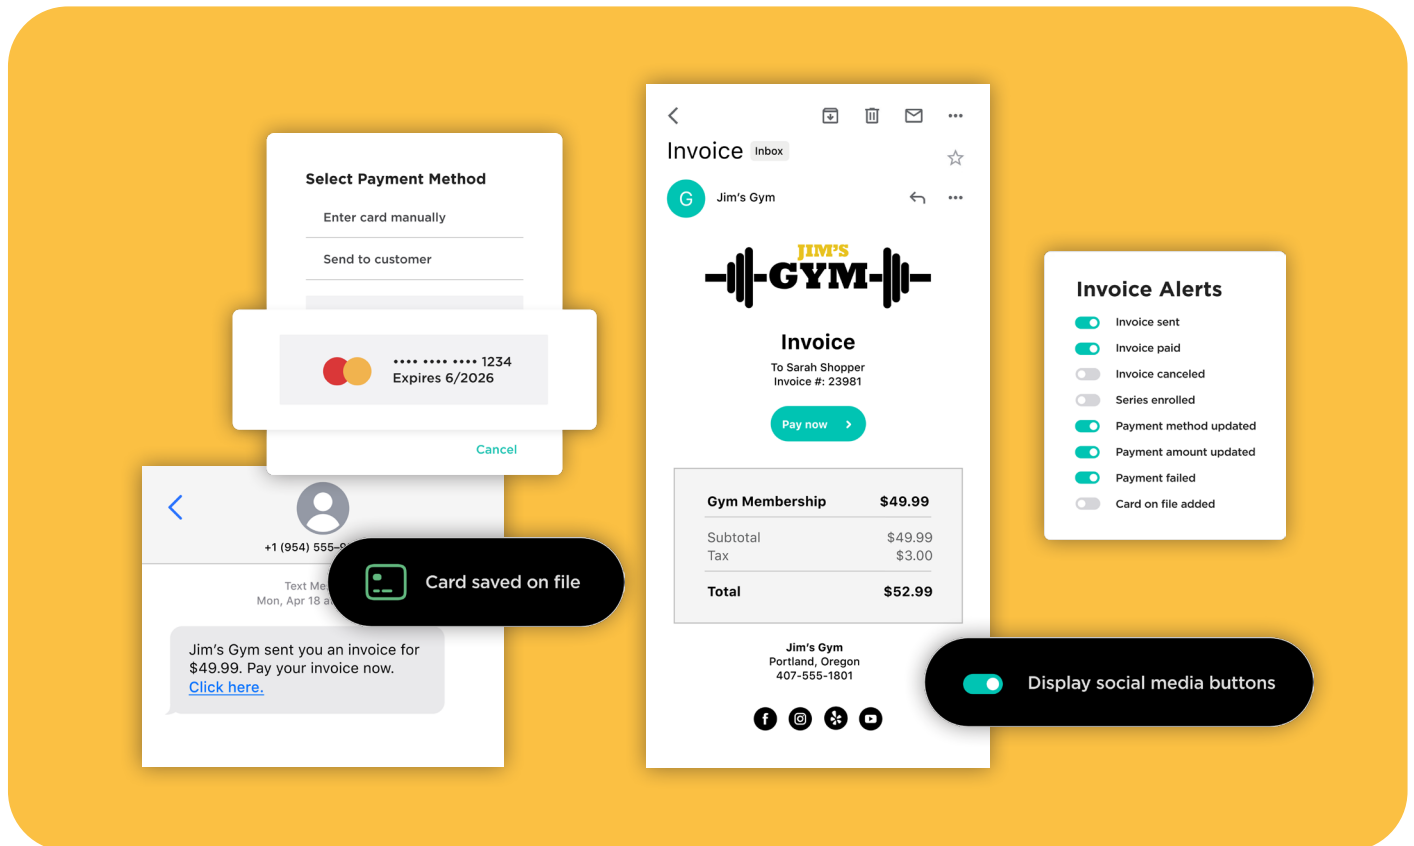 Select Payment Method
Enter card manually
Send to customer
•••• •••• •••• 1234
Expires 6/2026
Cancel
+1 (954) 555-
Mon, Apr 18
Card saved on file
Jim's Gym sent you an invoice for
$49.99. Pay your invoice now.
Click here.
Invoice Inbox
G Jim's Gym
JIM'S
GYM
Invoice
To Sarah Shopper
Invoice #: 23981
Pay now
Gym Membership $49.99
Subtotal $49.99
Tax $3.00
Total $52.99
Jim's Gym
Portland, Oregon
407-555-1801
Invoice Alerts
Invoice sent
Invoice paid
Invoice canceled
Series enrolled
Payment method updated
Payment amount updated
Payment failed
Card on file added
Display social media buttons